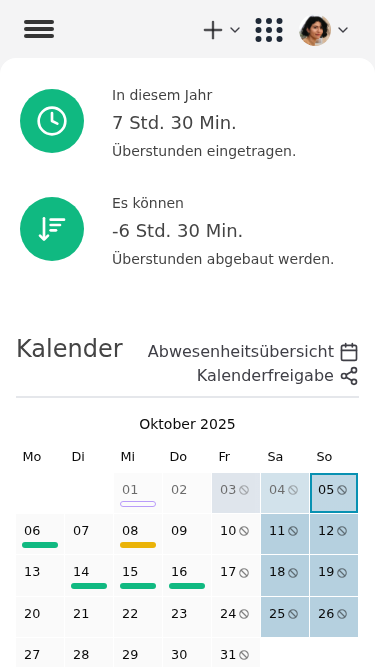 In diesem Jahr
7 Std. 30 Min.
Überstunden eingetragen.
Es können
-6 Std. 30 Min.
Überstunden abgebaut werden.
Kalender
Abwesenheitsübersicht
Kalenderfreigabe
Oktober 2025
Mo Di Mi Do Fr Sa So
01 02 03 04 05
06 07 08 09 10 11 12
13 14 15 16 17 18 19
20 21 22 23 24 25 26
27 28 29 30 31